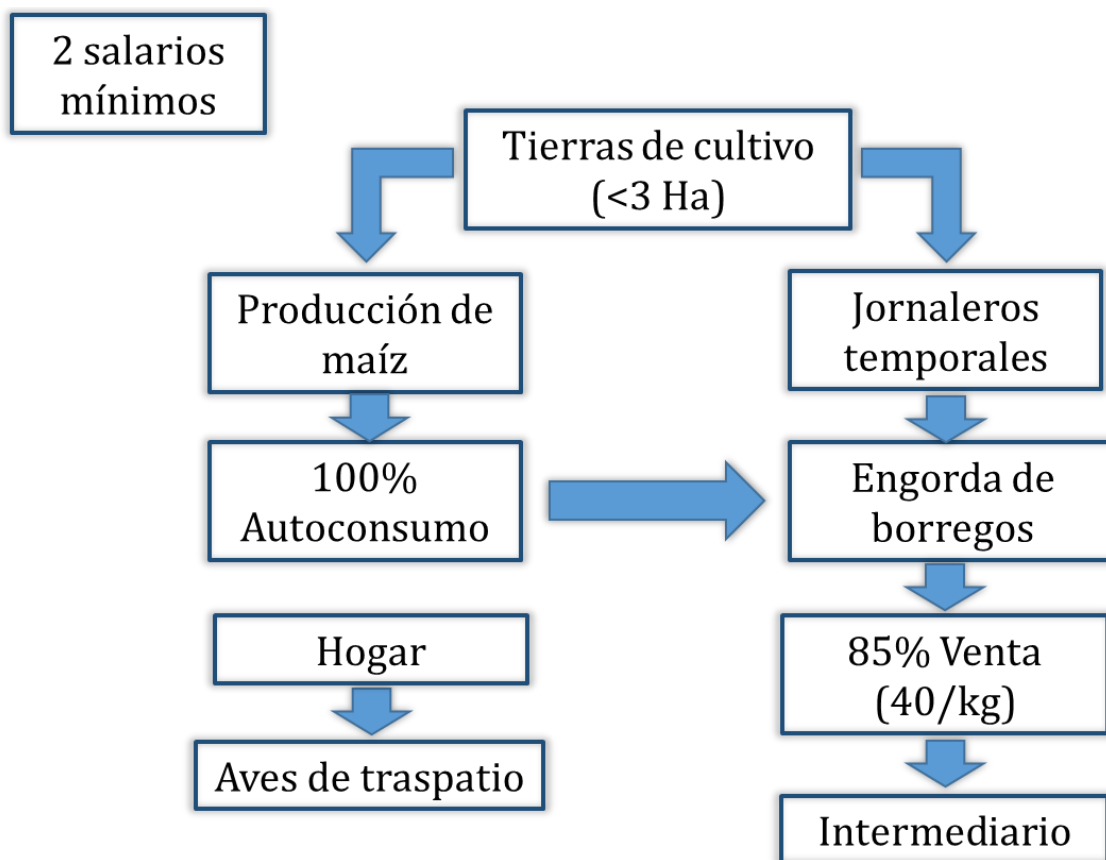 2 salarios
mínimos
Tierras de cultivo
(<3 Ha)
Producción de
maíz
Jornaleros
temporales
100%
Autoconsumo
Engorda de
borregos
Hogar
85% Venta
(40/kg)
Aves de traspatio
Intermediario